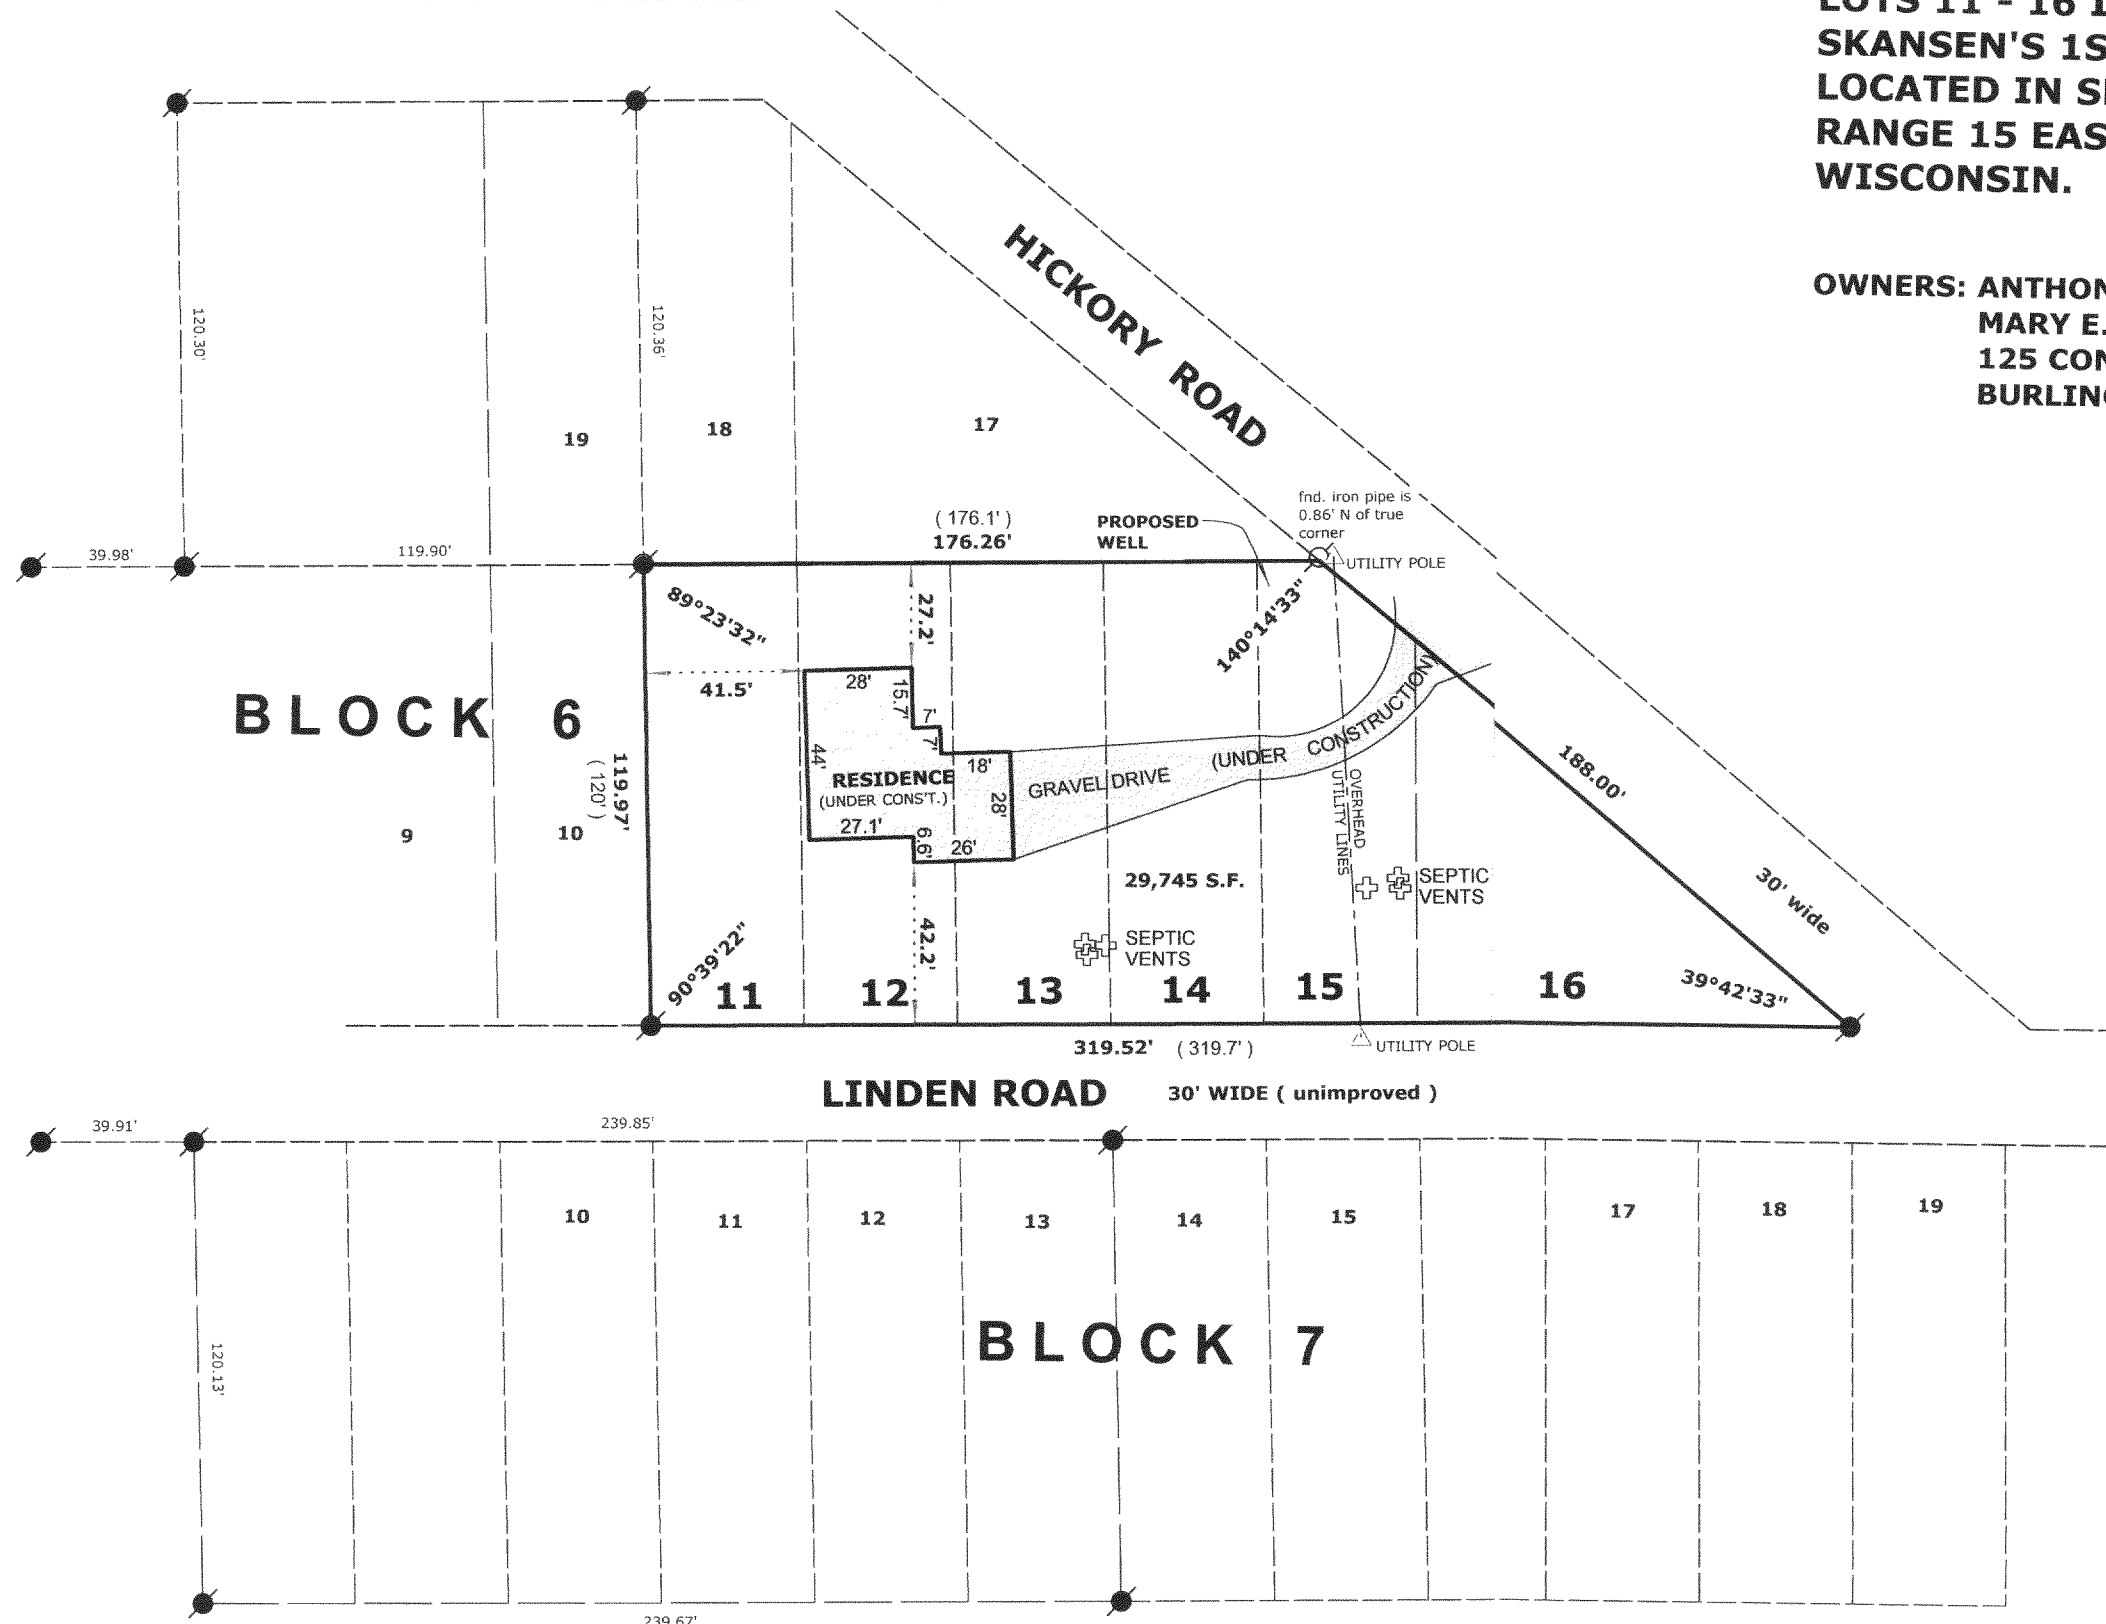 SKANSEN'S 1S
LOCATED IN
RANGE 15 EAS
WISCONSIN.
OWNERS: ANTHON
MARY E.
125 CON
BURLIN
HICKORY ROAD
120.30'
120.36'
19
18
17
fnd. iron pipe is
0.86' N of true
corner
( 176.1' )
176.26'
PROPOSED
WELL
39.98'
119.90'
UTILITY POLE
89°23'32"
27.2'
140°14'33"
41.5'
28'
15.7'
7'
7'
BLOCK 6
119.97'
( 120' )
44'
RESIDENCE
(UNDER CONS'T.)
18'
28'
27.1'
6.6'
26'
GRAVEL DRIVE (UNDER CONSTRUCTION)
OVERHEAD
UTILITY LINES
188.00'
9
10
29,745 S.F.
SEPTIC
VENTS
30' wide
42.2'
SEPTIC
VENTS
90°39'22"
11
12
13
14
15
16
39°42'33"
319.52' ( 319.7' )
UTILITY POLE
LINDEN ROAD 30' WIDE ( unimproved )
39.91'
239.85'
10
11
12
13
14
15
17
18
19
BLOCK 7
120.13'
239.67'